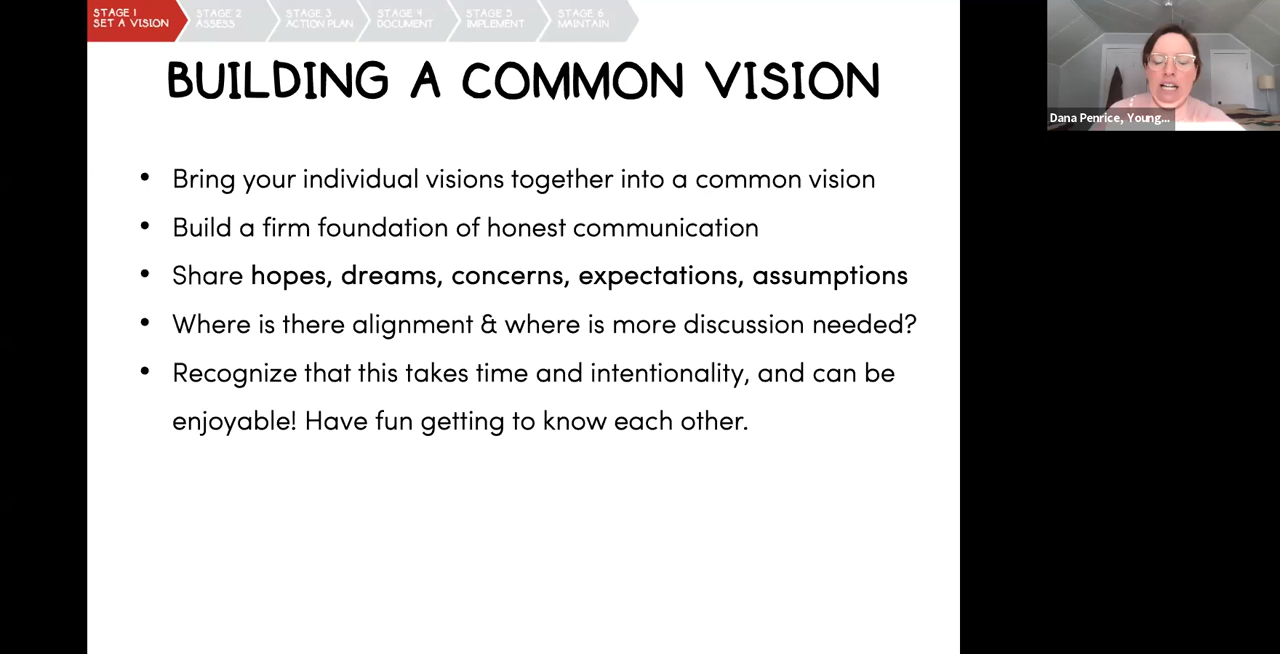 STAGE 1
SET A VISION
STAGE 2
ASSESS
STAGE 3
ACTION PLAN
STAGE 4
DOCUMENT
STAGE 5
IMPLEMENT
STAGE 6
MAINTAIN
BUILDING A COMMON VISION
• Bring your individual visions together into a common vision
• Build a firm foundation of honest communication
• Share hopes, dreams, concerns, expectations, assumptions
• Where is there alignment & where is more discussion needed?
• Recognize that this takes time and intentionality, and can be
enjoyable! Have fun getting to know each other.
Dana Penrice, Young...